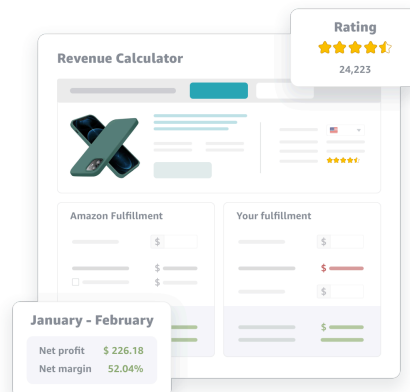 Rating
24,223
Revenue Calculator
Amazon Fulfillment
$
$
$
Your fulfillment
$
$
$
$
January - February
Net profit $ 226.18
Net margin 52.04%